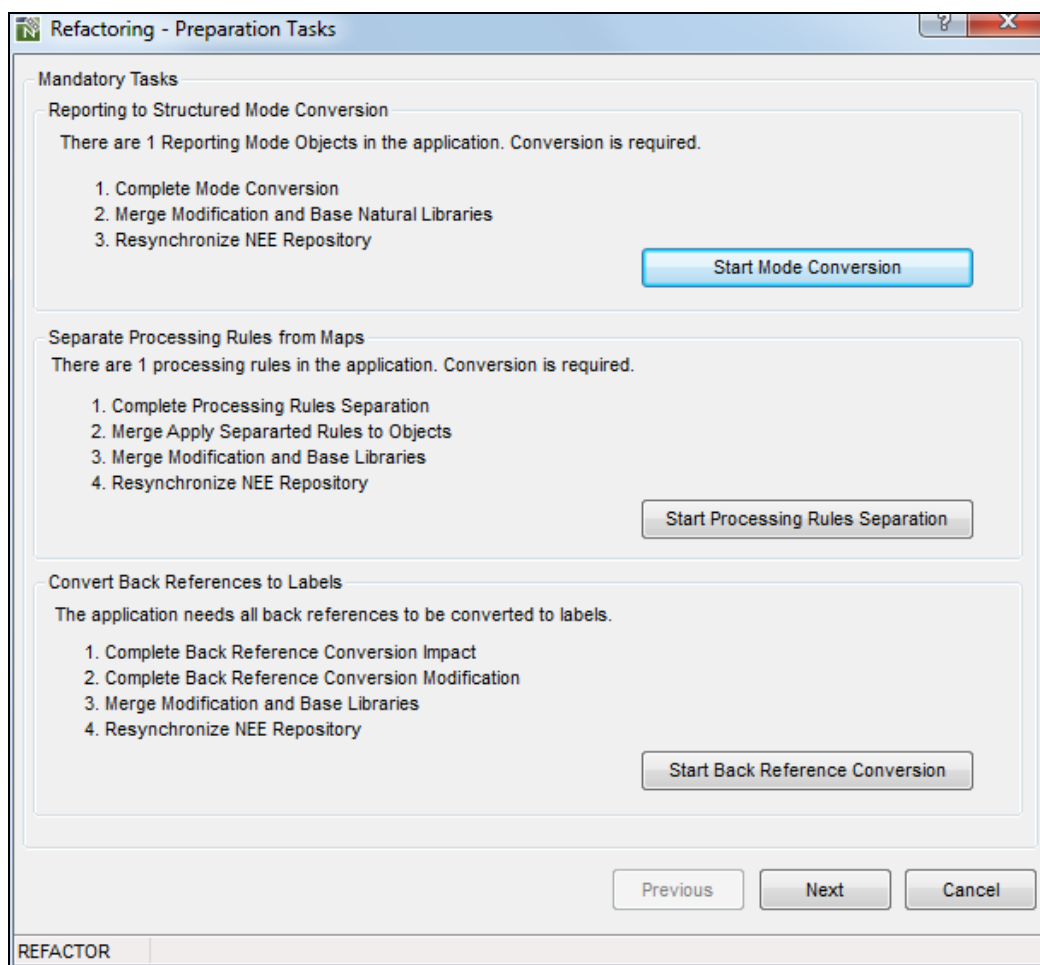 Refactoring - Preparation Tasks
Mandatory Tasks
Reporting to Structured Mode Conversion
There are 1 Reporting Mode Objects in the application. Conversion is required.
1. Complete Mode Conversion
2. Merge Modification and Base Natural Libraries
3. Resynchronize NEE Repository
Start Mode Conversion
Separate Processing Rules from Maps
There are 1 processing rules in the application. Conversion is required.
1. Complete Processing Rules Separation
2. Merge Apply Separarted Rules to Objects
3. Merge Modification and Base Libraries
4. Resynchronize NEE Repository
Start Processing Rules Separation
Convert Back References to Labels
The application needs all back references to be converted to labels.
1. Complete Back Reference Conversion Impact
2. Complete Back Reference Conversion Modification
3. Merge Modification and Base Libraries
4. Resynchronize NEE Repository
Start Back Reference Conversion
Previous
Next
Cancel
REFACTOR